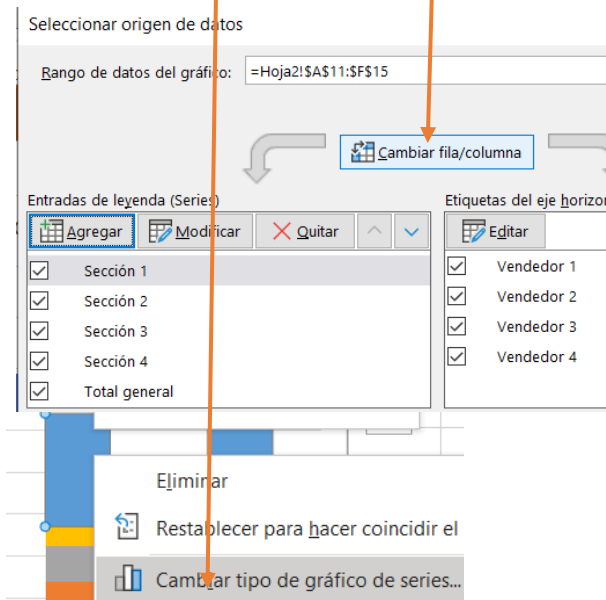 Seleccionar origen de datos
Rango de datos del gráfico: =Hoja2!$A$11:$F$15
Cambiar fila/columna
Entradas de leyenda (Series)
Etiquetas del eje horizon
Agregar Modificar Quitar
Editar
Sección 1
Vendedor 1
Sección 2
Vendedor 2
Sección 3
Vendedor 3
Sección 4
Vendedor 4
Total general
Eliminar
Restablecer para hacer coincidir el
Cambiar tipo de gráfico de series...